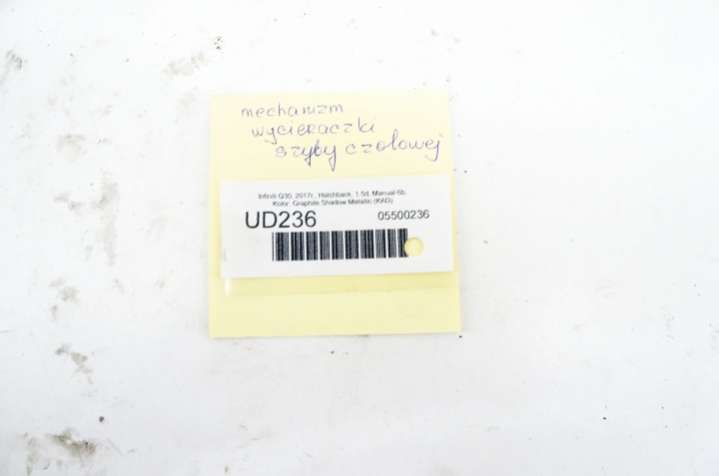 mechanizm
wycieraczki
szyby czołowej
Infiniti Q30, 2017r., Hatchback, 1.5d, Manual 6b.
Kolor: Graphite Shadow Metallic (KAD)
UD236 05500236